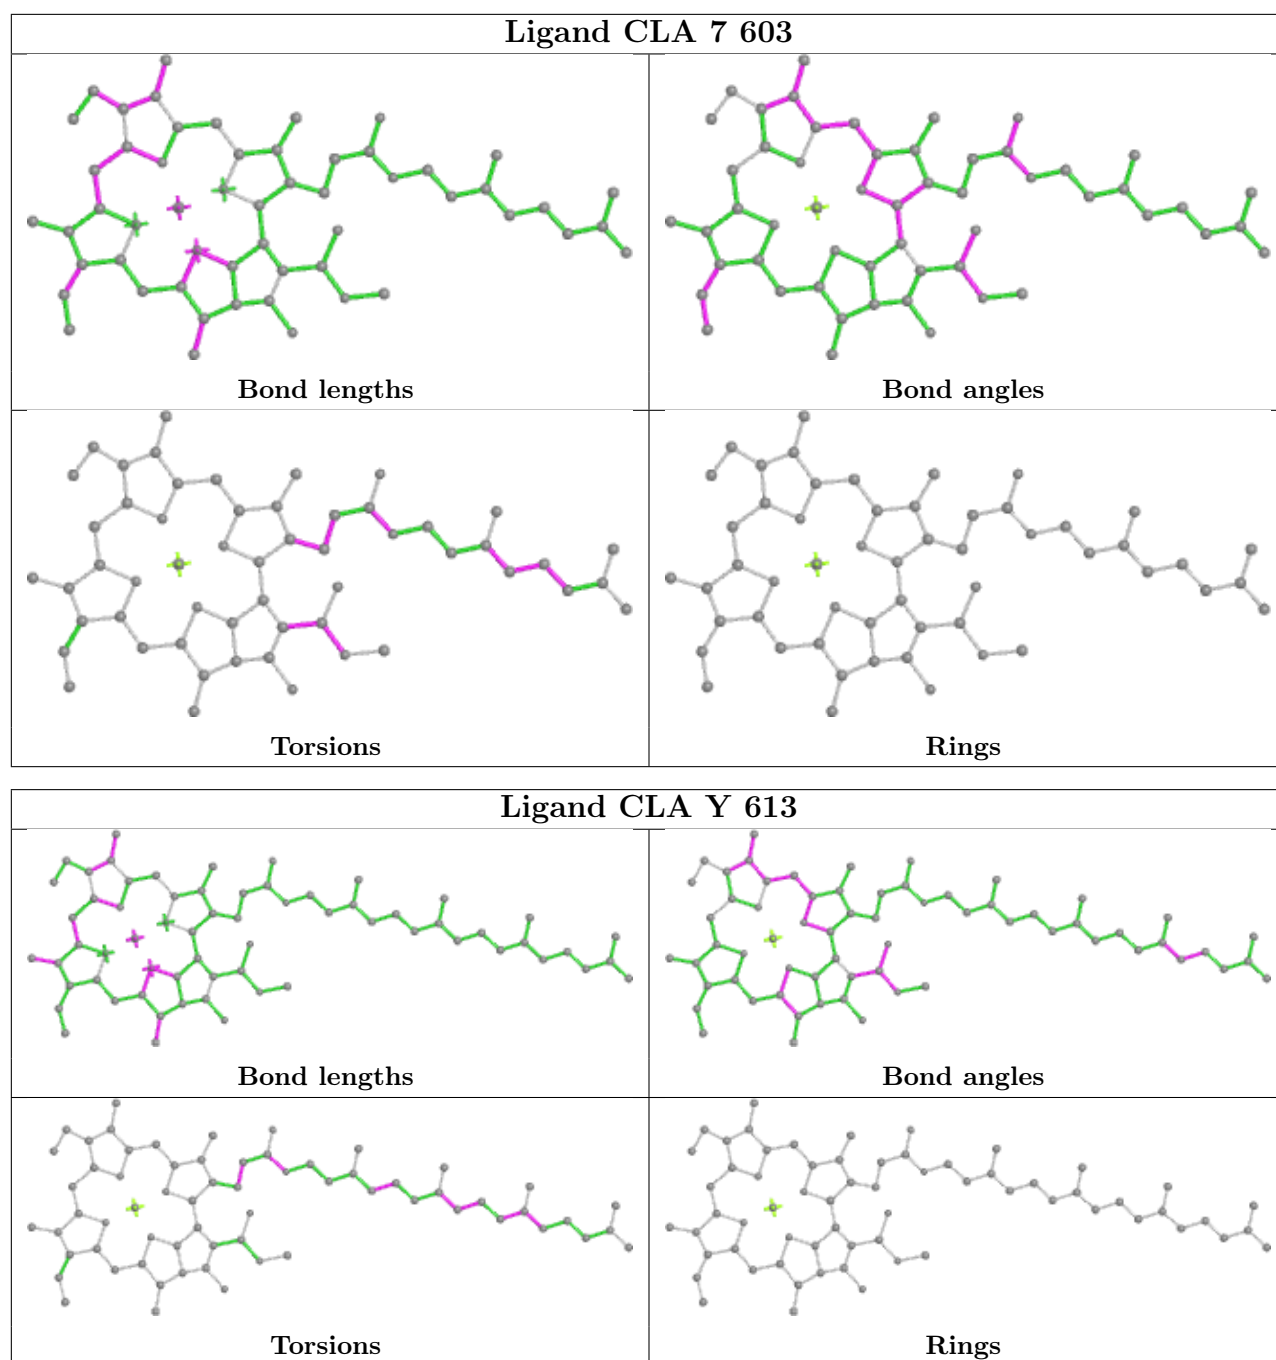 Ligand CLA 7 603
Bond lengths
Bond angles
Torsions
Rings
Ligand CLA Y 613
Bond lengths
Bond angles
Torsions
Rings